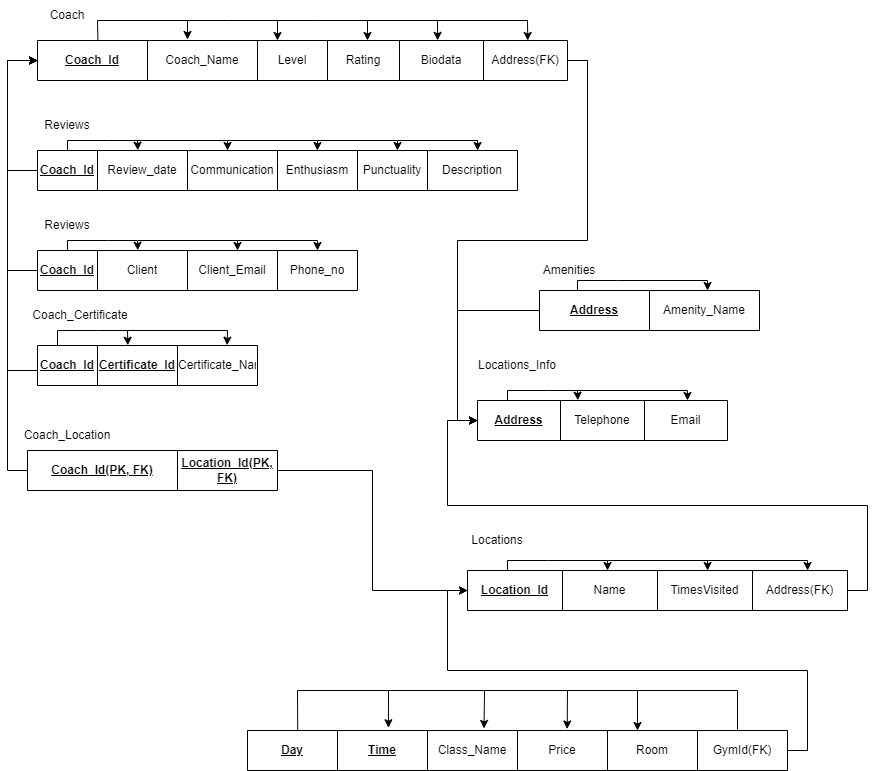 Coach
Coach_Id Coach_Name Level Rating Biodata Address(FK)
Reviews
Coach_Id Review_date Communication Enthusiasm Punctuality Description
Reviews
Coach_Id Client Client_Email Phone_no
Amenities
Address Amenity_Name
Coach_Certificate
Coach_Id Certificate_Id Certificate_Nar
Locations_Info
Address Telephone Email
Coach_Location
Coach_Id(PK, FK) Location_Id(PK,
FK)
Locations
Location_Id Name TimesVisited Address(FK)
Day Time Class_Name Price Room GymId(FK)